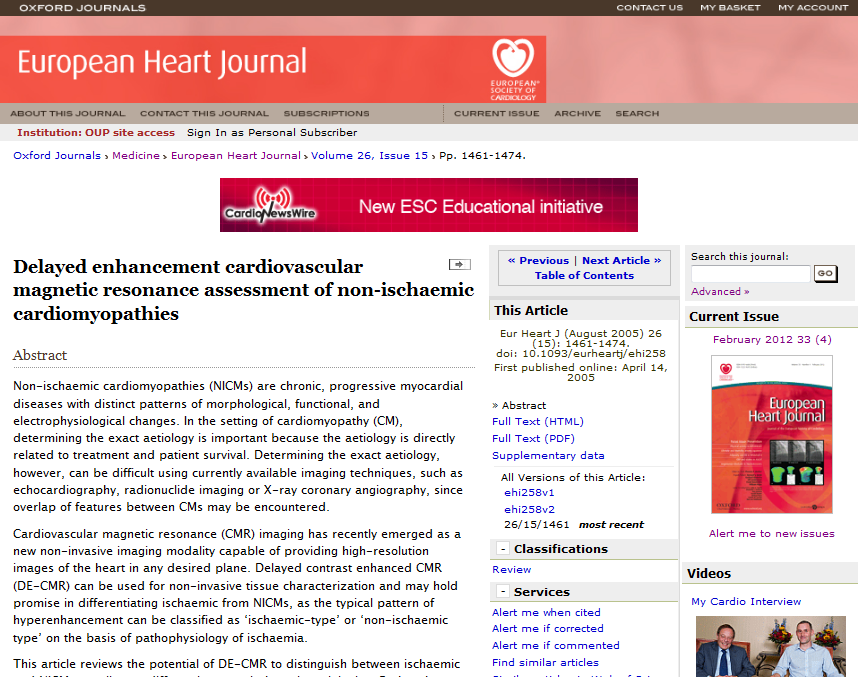 OXFORD JOURNALS
CONTACT US MY BASKET MY ACCOUNT
European Heart Journal
EUROPEAN
SOCIETY OF
CARDIOLOGY®
ABOUT THIS JOURNAL CONTACT THIS JOURNAL SUBSCRIPTIONS
CURRENT ISSUE ARCHIVE SEARCH
Institution: OUP site access Sign In as Personal Subscriber
Oxford Journals › Medicine › European Heart Journal › Volume 26, Issue 15 › Pp. 1461-1474.
CardioNewsWire
New ESC Educational initiative
Delayed enhancement cardiovascular
magnetic resonance assessment of non-ischaemic
cardiomyopathies
Abstract
Non-ischaemic cardiomyopathies (NICMs) are chronic, progressive myocardial
diseases with distinct patterns of morphological, functional, and
electrophysiological changes. In the setting of cardiomyopathy (CM),
determining the exact aetiology is important because the aetiology is directly
related to treatment and patient survival. Determining the exact aetiology,
however, can be difficult using currently available imaging techniques, such as
echocardiography, radionuclide imaging or X-ray coronary angiography, since
overlap of features between CMs may be encountered.
Cardiovascular magnetic resonance (CMR) imaging has recently emerged as a
new non-invasive imaging modality capable of providing high-resolution
images of the heart in any desired plane. Delayed contrast enhanced CMR
(DE-CMR) can be used for non-invasive tissue characterization and may hold
promise in differentiating ischaemic from NICMs, as the typical pattern of
hyperenhancement can be classified as ‘ischaemic-type’ or ‘non-ischaemic
type’ on the basis of pathophysiology of ischaemia.
This article reviews the potential of DE-CMR to distinguish between ischaemic
« Previous | Next Article »
Table of Contents
This Article
Eur Heart J (August 2005) 26
(15): 1461-1474.
doi: 10.1093/eurheartj/ehi258
First published online: April 14,
2005
» Abstract
Full Text (HTML)
Full Text (PDF)
Supplementary data
All Versions of this Article:
ehi258v1
ehi258v2
26/15/1461 most recent
- Classifications
Review
- Services
Alert me when cited
Alert me if corrected
Alert me if commented
Find similar articles
Search this journal:
GO
Advanced »
Current Issue
February 2012 33 (4)
European
Heart Journal
Alert me to new issues
Videos
My Cardio Interview